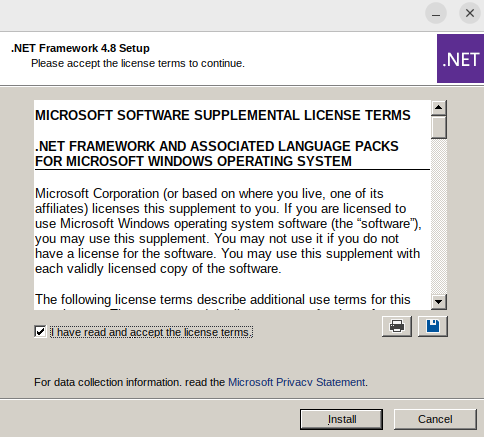 .NET Framework 4.8 Setup
Please accept the license terms to continue.
.NET
MICROSOFT SOFTWARE SUPPLEMENTAL LICENSE TERMS
.NET FRAMEWORK AND ASSOCIATED LANGUAGE PACKS
FOR MICROSOFT WINDOWS OPERATING SYSTEM
Microsoft Corporation (or based on where you live, one of its
affiliates) licenses this supplement to you. If you are licensed to
use Microsoft Windows operating system software (the “software”),
you may use this supplement. You may not use it if you do not
have a license for the software. You may use this supplement with
each validly licensed copy of the software.
The following license terms describe additional use terms for this
I have read and accept the license terms.
For data collection information, read the Microsoft Privacy Statement.
Install
Cancel